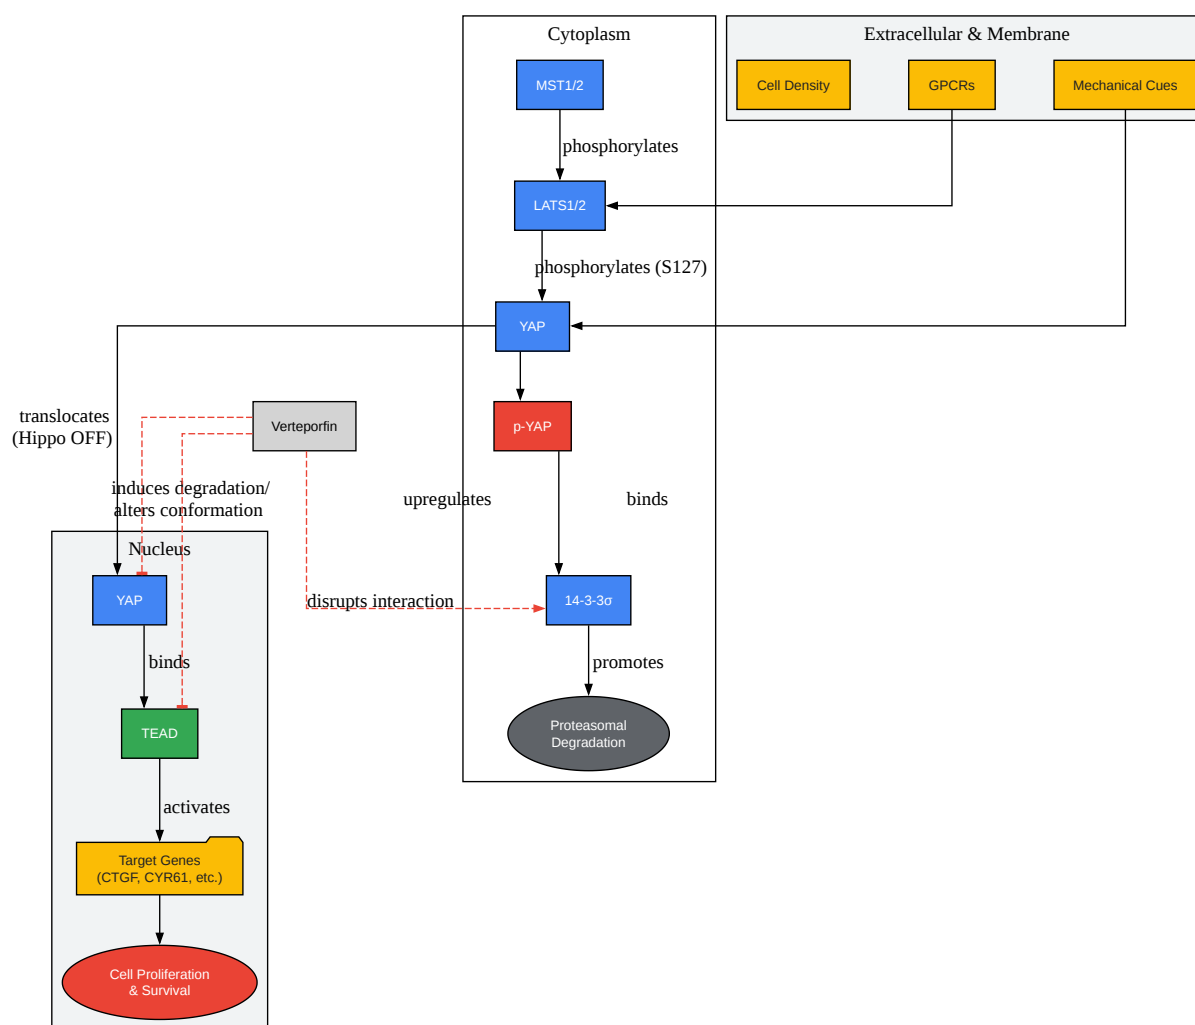 Cytoplasm
Extracellular & Membrane
MST1/2
Cell Density
GPCRs
Mechanical Cues
phosphorylates
LATS1/2
phosphorylates (S127)
YAP
translocates
(Hippo OFF)
Verteporfin
p-YAP
induces degradation/
alters conformation
upregulates
binds
Nucleus
YAP
disrupts interaction
14-3-3σ
binds
promotes
TEAD
Proteasomal
Degradation
activates
Target Genes
(CTGF, CYR61, etc.)
Cell Proliferation
& Survival